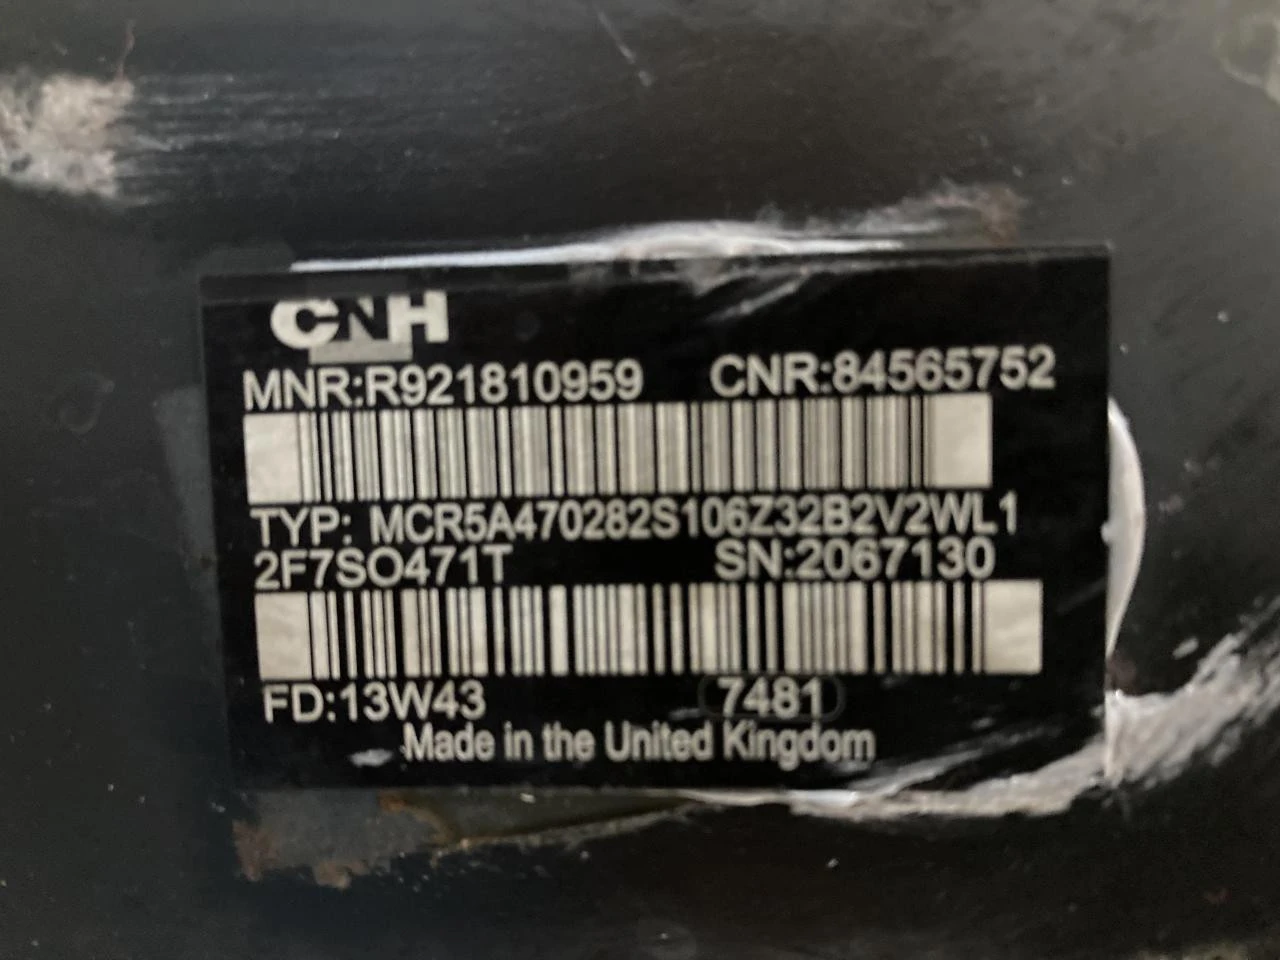 CNH
MNR:R921810959 CNR:84565752
TYP: MCR5A470282S106Z32B2V2WL1
2F7SO471T SN:2067130
FD:13W43 7481
Made in the United Kingdom